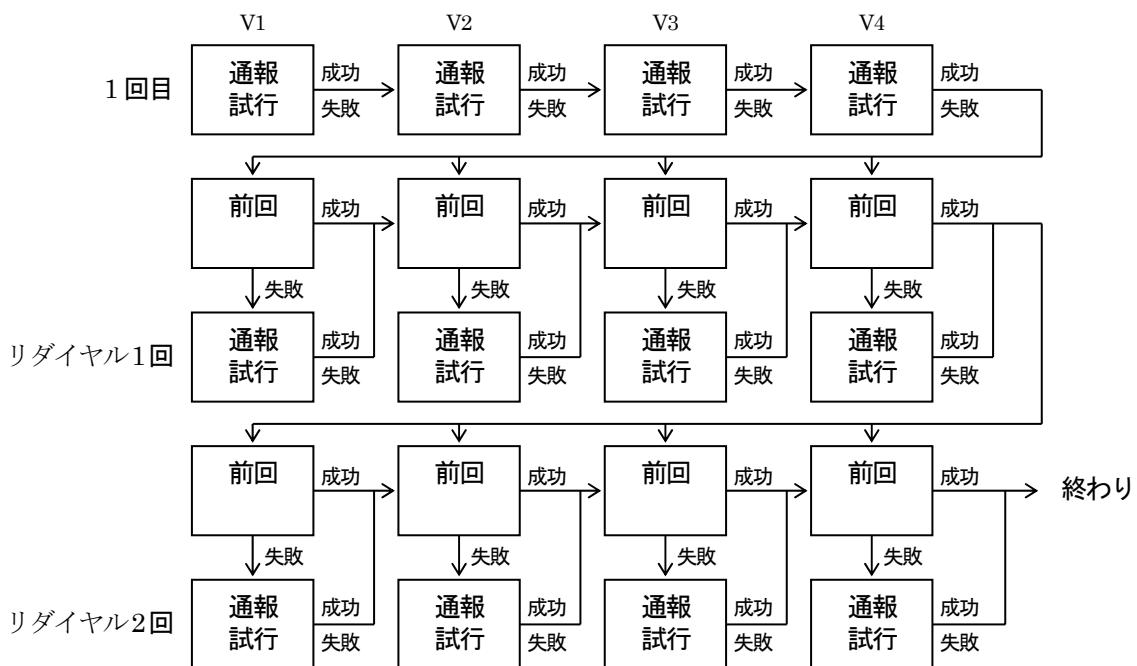 V1 V2 V3 V4
1回目
通報 成功 通報 成功 通報 成功 通報 成功
試行 失敗 試行 失敗 試行 失敗 試行 失敗
前回 成功 前回 成功 前回 成功 前回 成功
失敗 失敗 失敗 失敗
リダイヤル1回
通報 成功 通報 成功 通報 成功 通報 成功
試行 失敗 試行 失敗 試行 失敗 試行 失敗
前回 成功 前回 成功 前回 成功 前回 成功
終わり
失敗 失敗 失敗 失敗
リダイヤル2回
通報 成功 通報 成功 通報 成功 通報 成功
試行 失敗 試行 失敗 試行 失敗 試行 失敗